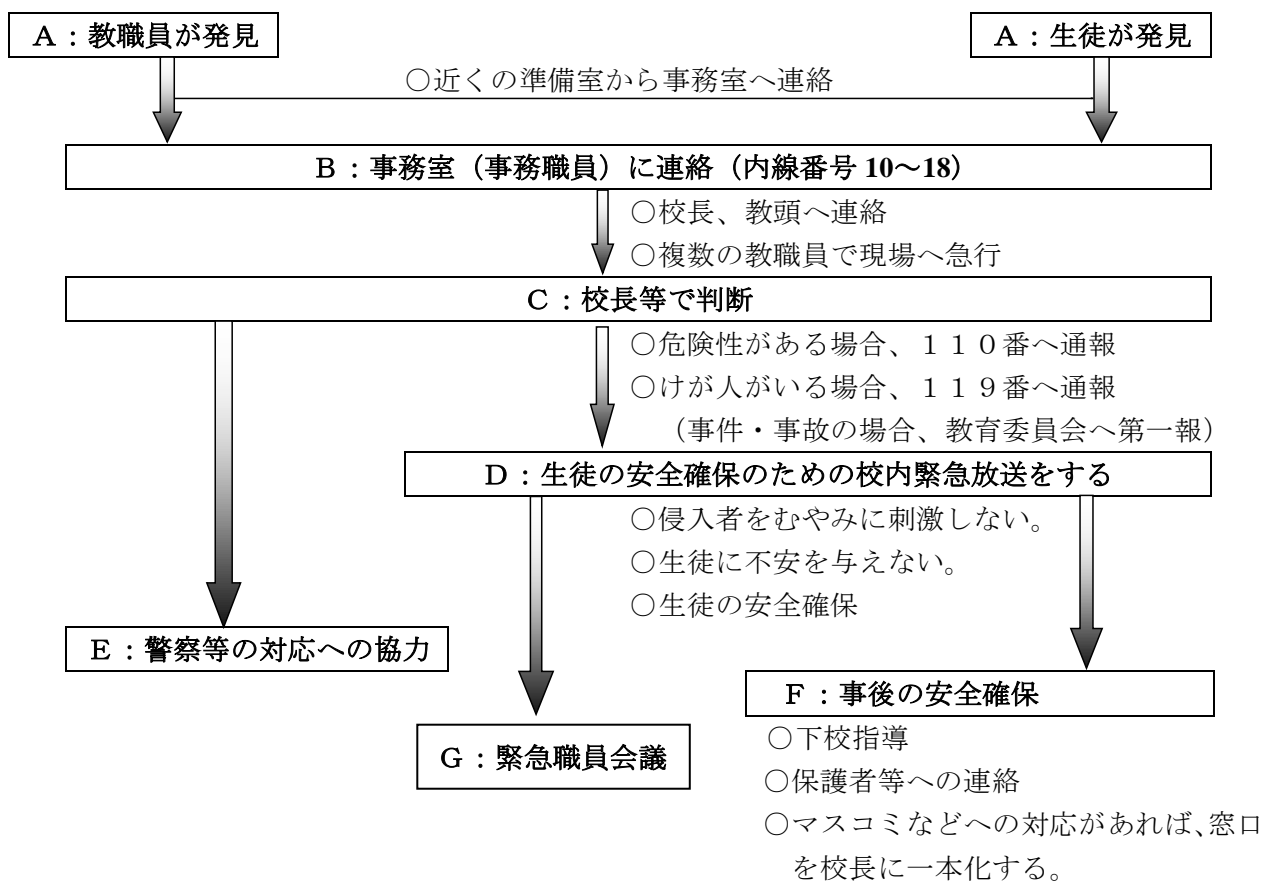 A：教職員が発見
A：生徒が発見
○近くの準備室から事務室へ連絡
B：事務室（事務職員）に連絡（内線番号 10～18）
○校長、教頭へ連絡
○複数の教職員で現場へ急行
C：校長等で判断
○危険性がある場合、１１０番へ通報
○けが人がいる場合、１１９番へ通報
（事件・事故の場合、教育委員会へ第一報）
D：生徒の安全確保のための校内緊急放送をする
○侵入者をむやみに刺激しない。
○生徒に不安を与えない。
○生徒の安全確保
E：警察等の対応への協力
F：事後の安全確保
G：緊急職員会議
○下校指導
○保護者等への連絡
○マスコミなどへの対応があれば、窓口
を校長に一本化する。